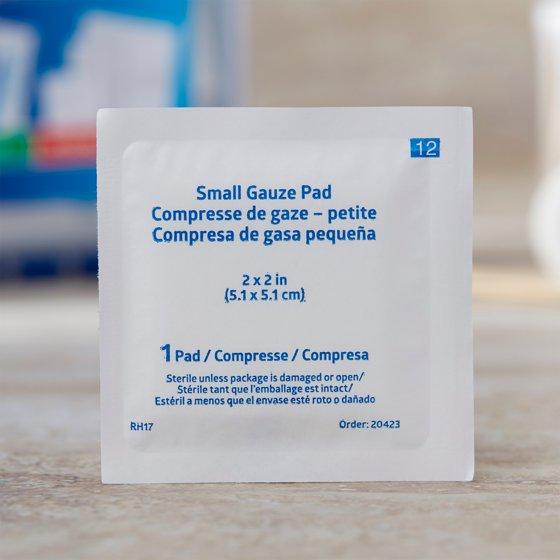 12
Small Gauze Pad
Compresse de gaze – petite
Compresa de gasa pequeña
2 x 2 in
(5.1 x 5.1 cm)
1 Pad / Compresse / Compresa
Sterile unless package is damaged or open/
Stérile tant que l'emballage est intact/
Estéril a menos que el envase esté roto o dañado
RH17 Order: 20423